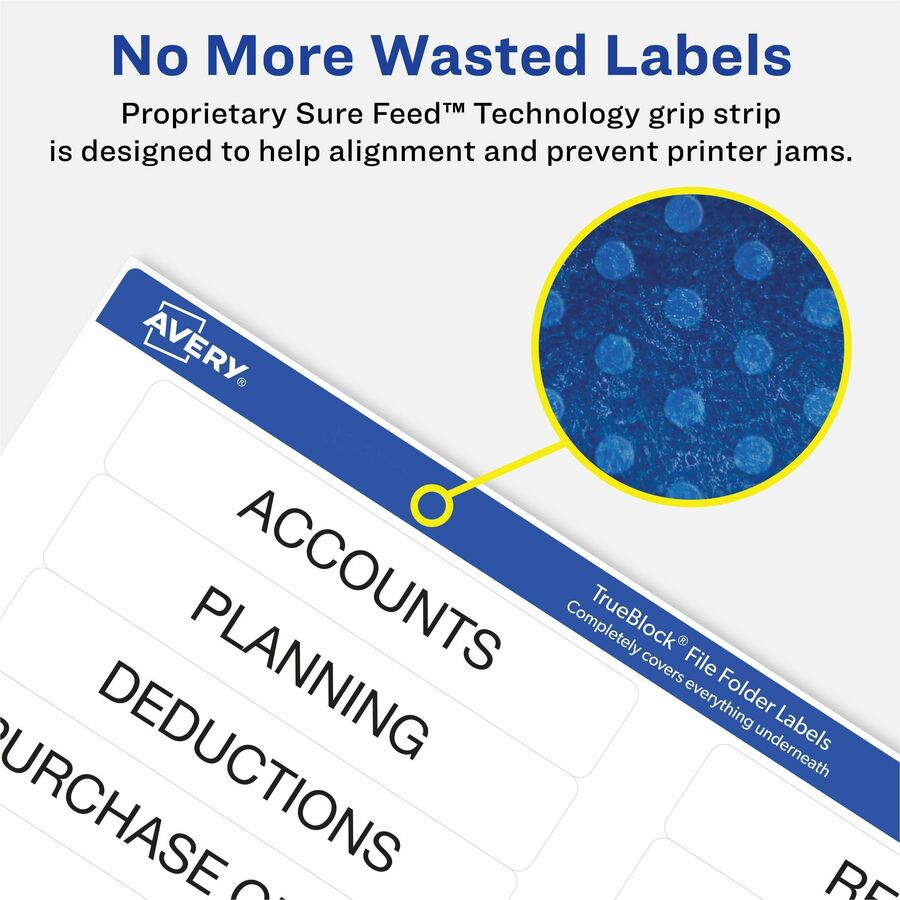 No More Wasted Labels
Proprietary Sure Feed™ Technology grip strip
is designed to help alignment and prevent printer jams.
AVERY®
TrueBlock® File Folder Labels
Completely covers everything underneath
ACCOUNTS
PLANNING
DEDUCTIONS
PURCHASE